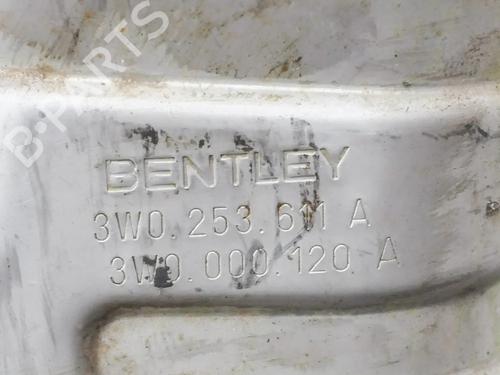 B-PARTS
BENTLEY
3W0.253.611 A
3W0.000.120 A